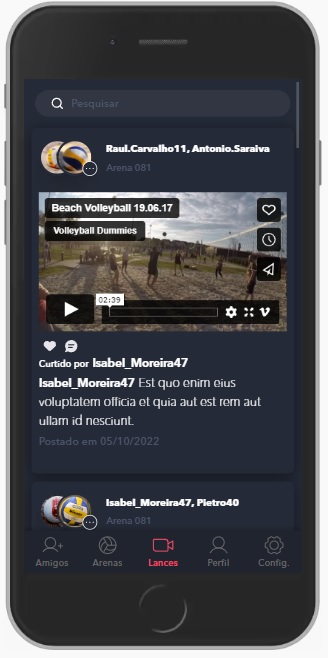 Pesquisar
Raul.Carvalho11, Antonio.Saraiva
Arena 081
Beach Volleyball 19.06.17
Volleyball Dummies
02:39
Curtido por Isabel_Moreira47
Isabel_Moreira47 Est quo enim eius
voluptatem officia et quia aut est rem aut
ullam id nesciunt.
Postado em 05/10/2022
Isabel_Moreira47, Pietro40
Arena 081
Amigos
Arenas
Lances
Perfil
Config.